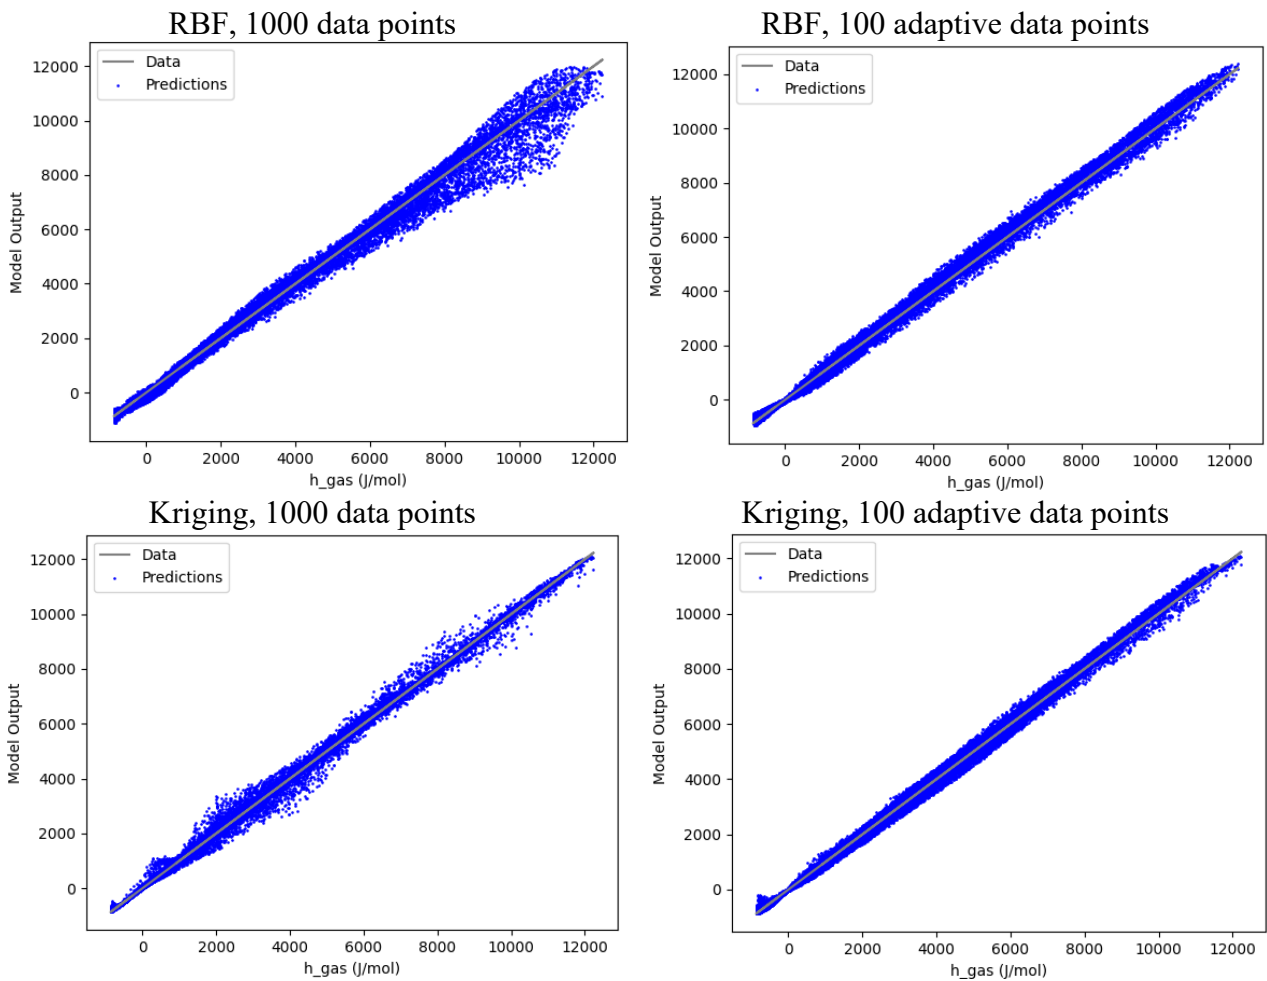 RBF, 1000 data points
Data
Predictions
12000
10000
8000
6000
4000
2000
0
Model Output
0 2000 4000 6000 8000 10000 12000
h_gas (J/mol)
RBF, 100 adaptive data points
Data
Predictions
12000
10000
8000
6000
4000
2000
0
Model Output
0 2000 4000 6000 8000 10000 12000
h_gas (J/mol)
Kriging, 1000 data points
Data
Predictions
12000
10000
8000
6000
4000
2000
0
Model Output
0 2000 4000 6000 8000 10000 12000
h_gas (J/mol)
Kriging, 100 adaptive data points
Data
Predictions
12000
10000
8000
6000
4000
2000
0
Model Output
0 2000 4000 6000 8000 10000 12000
h_gas (J/mol)